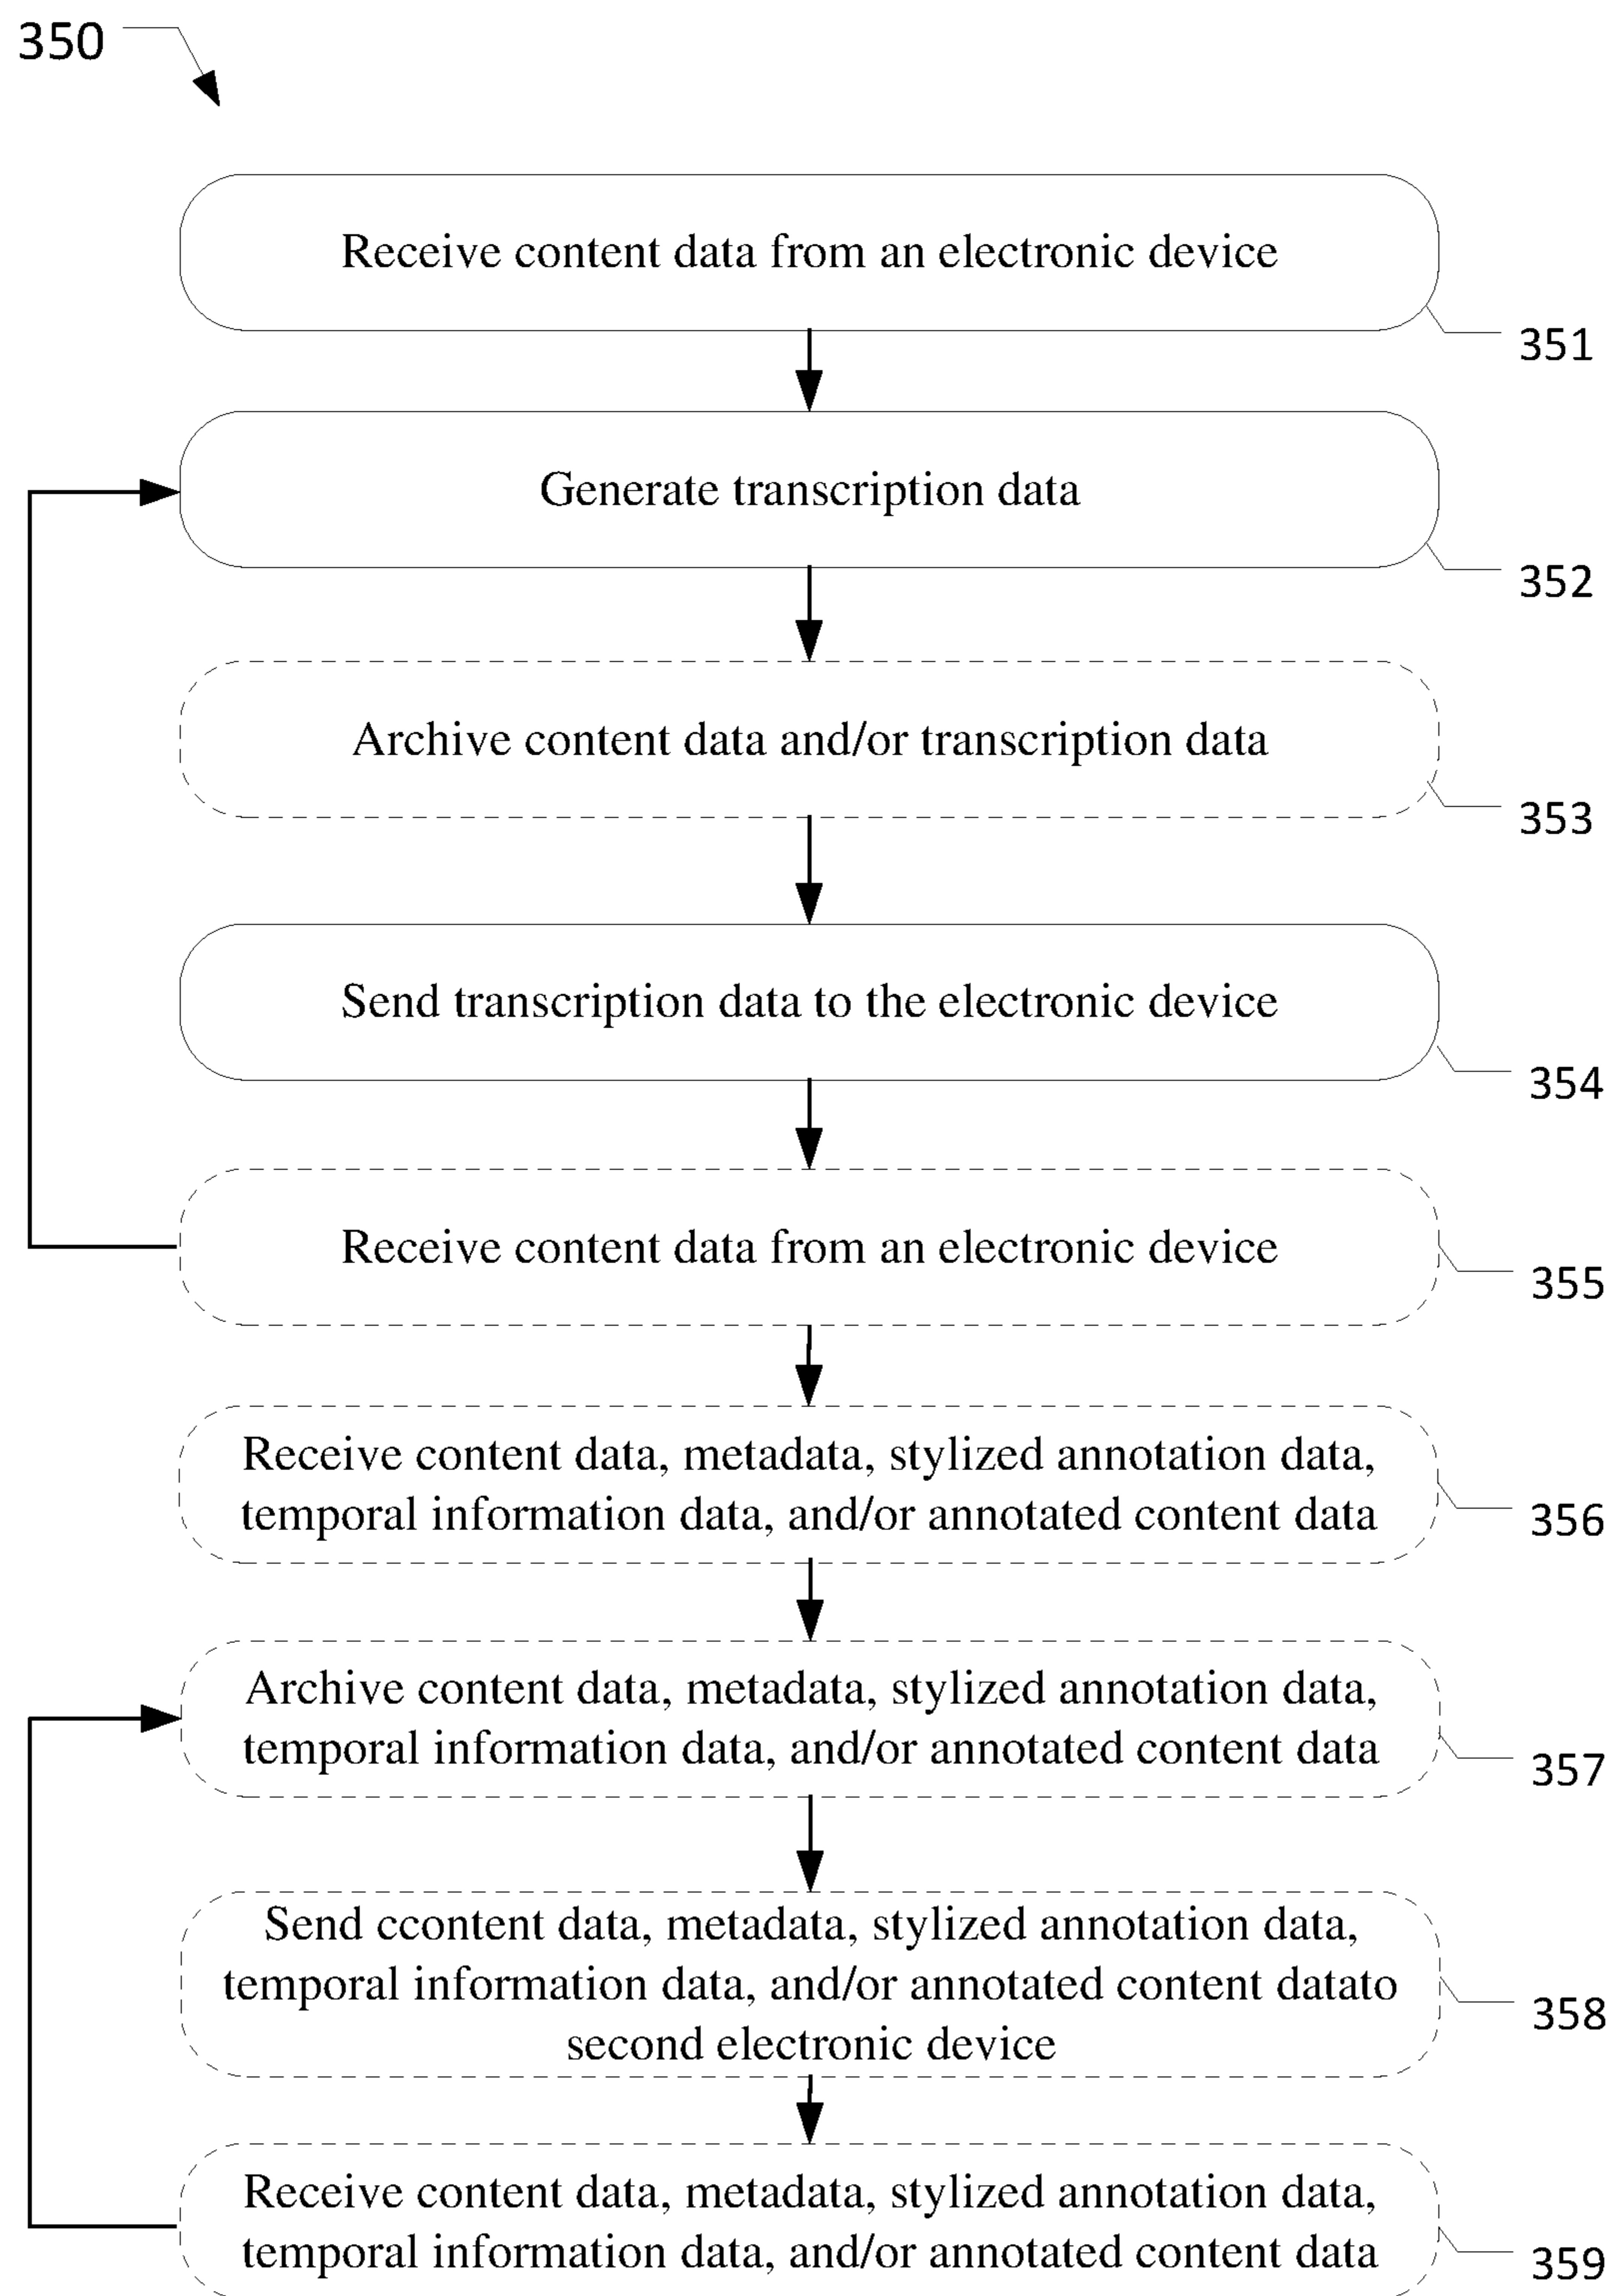 350
Receive content data from an electronic device
351
Generate transcription data
352
Archive content data and/or transcription data
353
Send transcription data to the electronic device
354
Receive content data from an electronic device
355
Receive content data, metadata, stylized annotation data,
temporal information data, and/or annotated content data
356
Archive content data, metadata, stylized annotation data,
temporal information data, and/or annotated content data
357
Send ccontent data, metadata, stylized annotation data,
temporal information data, and/or annotated content datato
second electronic device
358
Receive content data, metadata, stylized annotation data,
temporal information data, and/or annotated content data
359